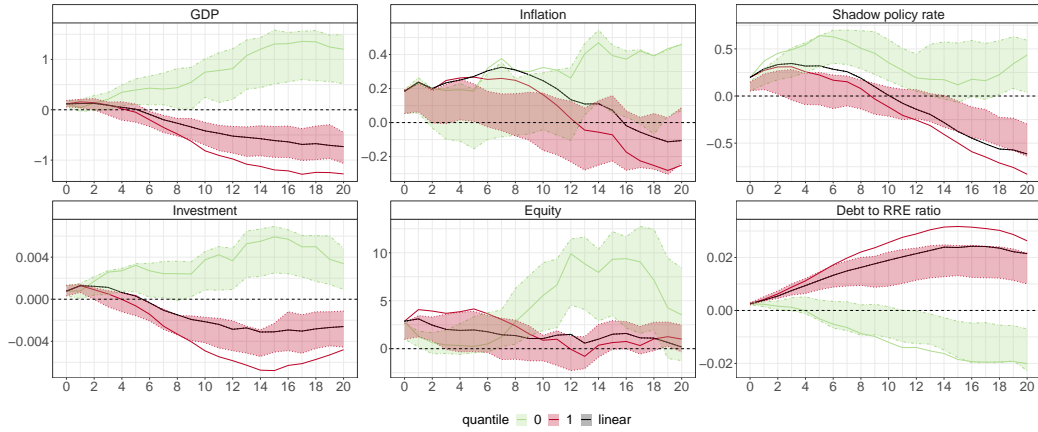 GDP
Inflation
Shadow policy rate
1
0
−1
0.4
0.2
0.0
−0.2
0.5
0.0
−0.5
0 2 4 6 8 10 12 14 16 18 20
0 2 4 6 8 10 12 14 16 18 20
0 2 4 6 8 10 12 14 16 18 20
Investment
Equity
Debt to RRE ratio
0.004
0.000
−0.004
10
5
0
0.02
0.00
−0.02
0 2 4 6 8 10 12 14 16 18 20
0 2 4 6 8 10 12 14 16 18 20
0 2 4 6 8 10 12 14 16 18 20
quantile 0 1 linear